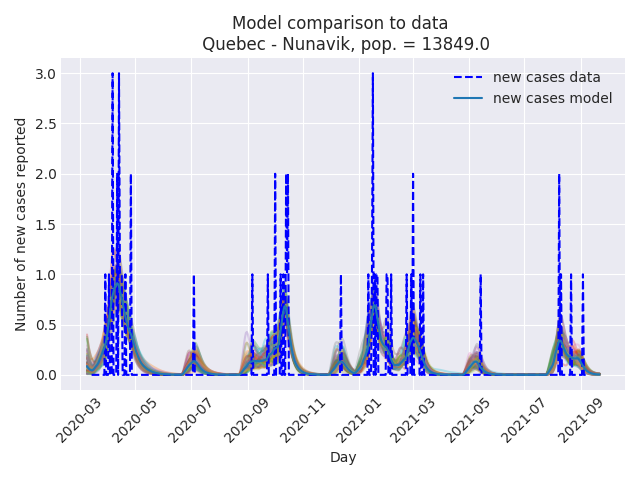 Model comparison to data
Quebec - Nunavik, pop. = 13849.0
new cases data
new cases model
Number of new cases reported
3.0
2.5
2.0
1.5
1.0
0.5
0.0
2020-03
2020-05
2020-07
2020-09
2020-11
2021-01
2021-03
2021-05
2021-07
2021-09
Day